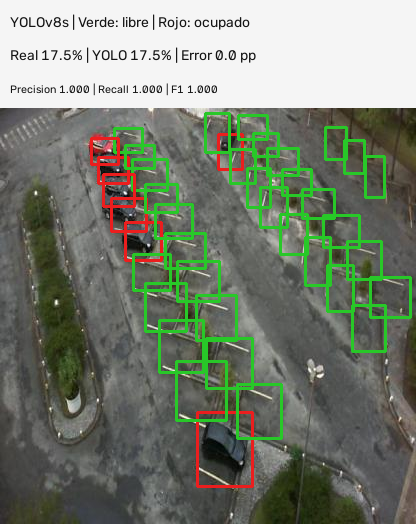 YOLOv8s | Verde: libre | Rojo: ocupado
Real 17.5% | YOLO 17.5% | Error 0.0 pp
Precision 1.000 | Recall 1.000 | F1 1.000